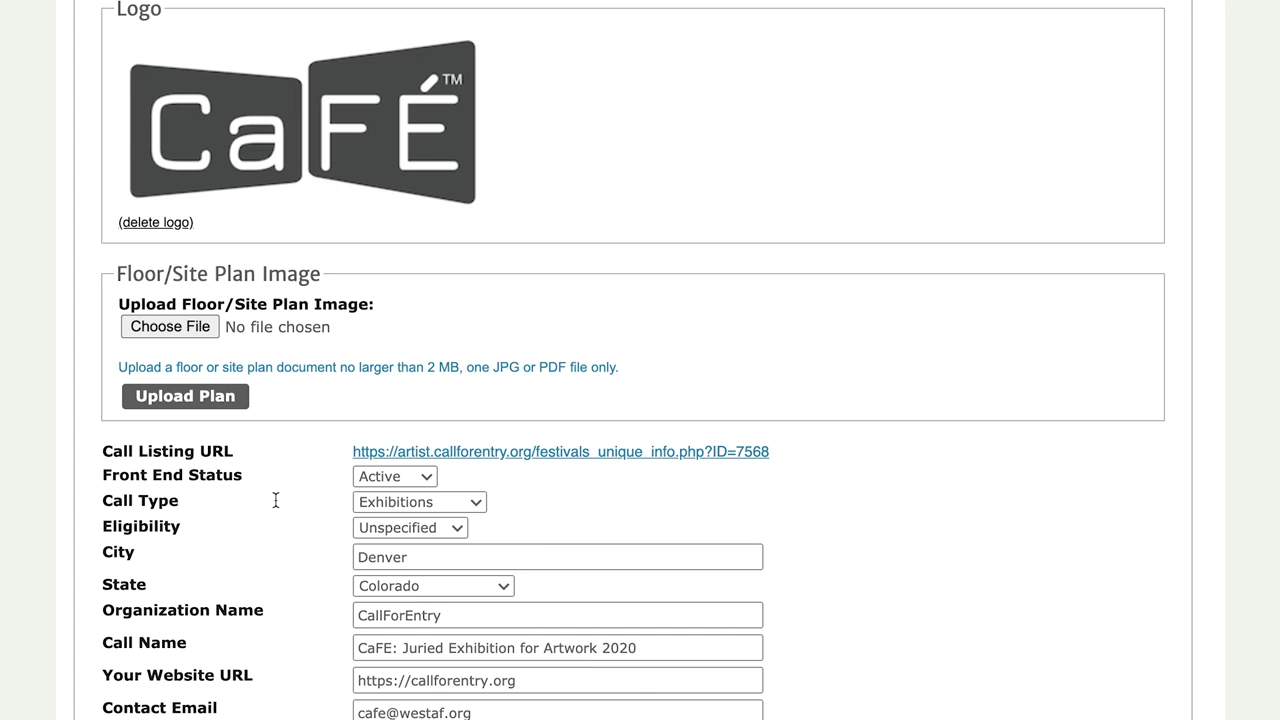 Logo
CaFÉ™
(delete logo)
Floor/Site Plan Image
Upload Floor/Site Plan Image:
Choose File No file chosen
Upload a floor or site plan document no larger than 2 MB, one JPG or PDF file only.
Upload Plan
Call Listing URL https://artist.callforentry.org/festivals_unique_info.php?ID=7568
Front End Status Active
Call Type Exhibitions
Eligibility Unspecified
City Denver
State Colorado
Organization Name CallForEntry
Call Name CaFE: Juried Exhibition for Artwork 2020
Your Website URL https://callforentry.org
Contact Email cafe@westaf.org